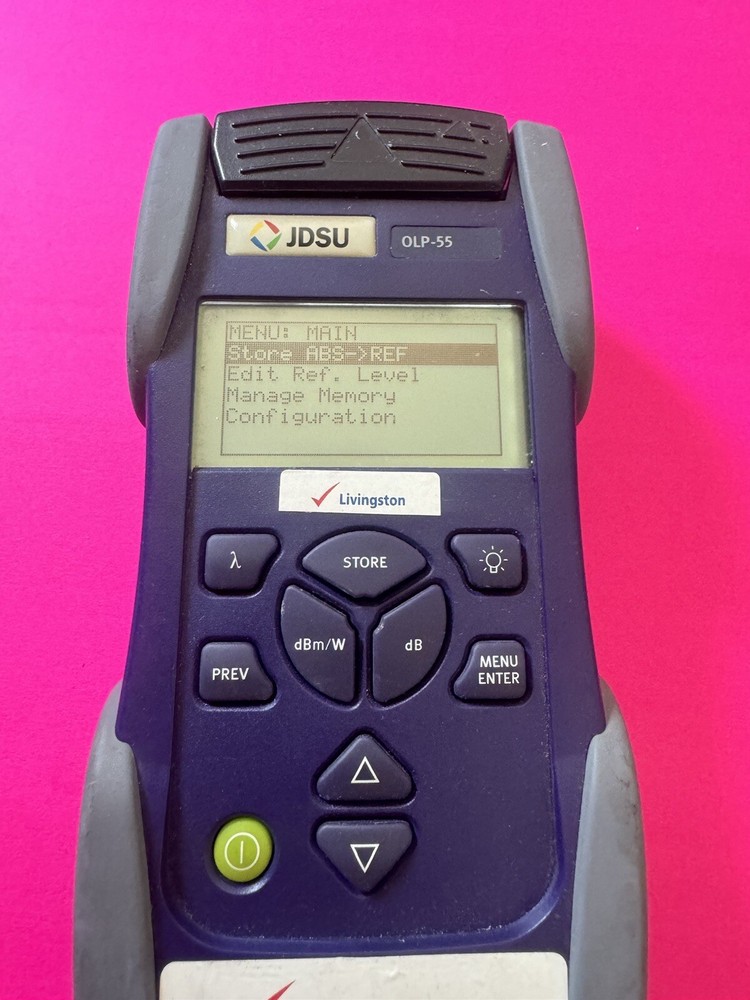 JDSU
OLP-55
MENU: MAIN
Store ABS->REF
Edit Ref. Level
Manage Memory
Configuration
Livingston
λ
STORE
dBm/W
dB
PREV
MENU
ENTER